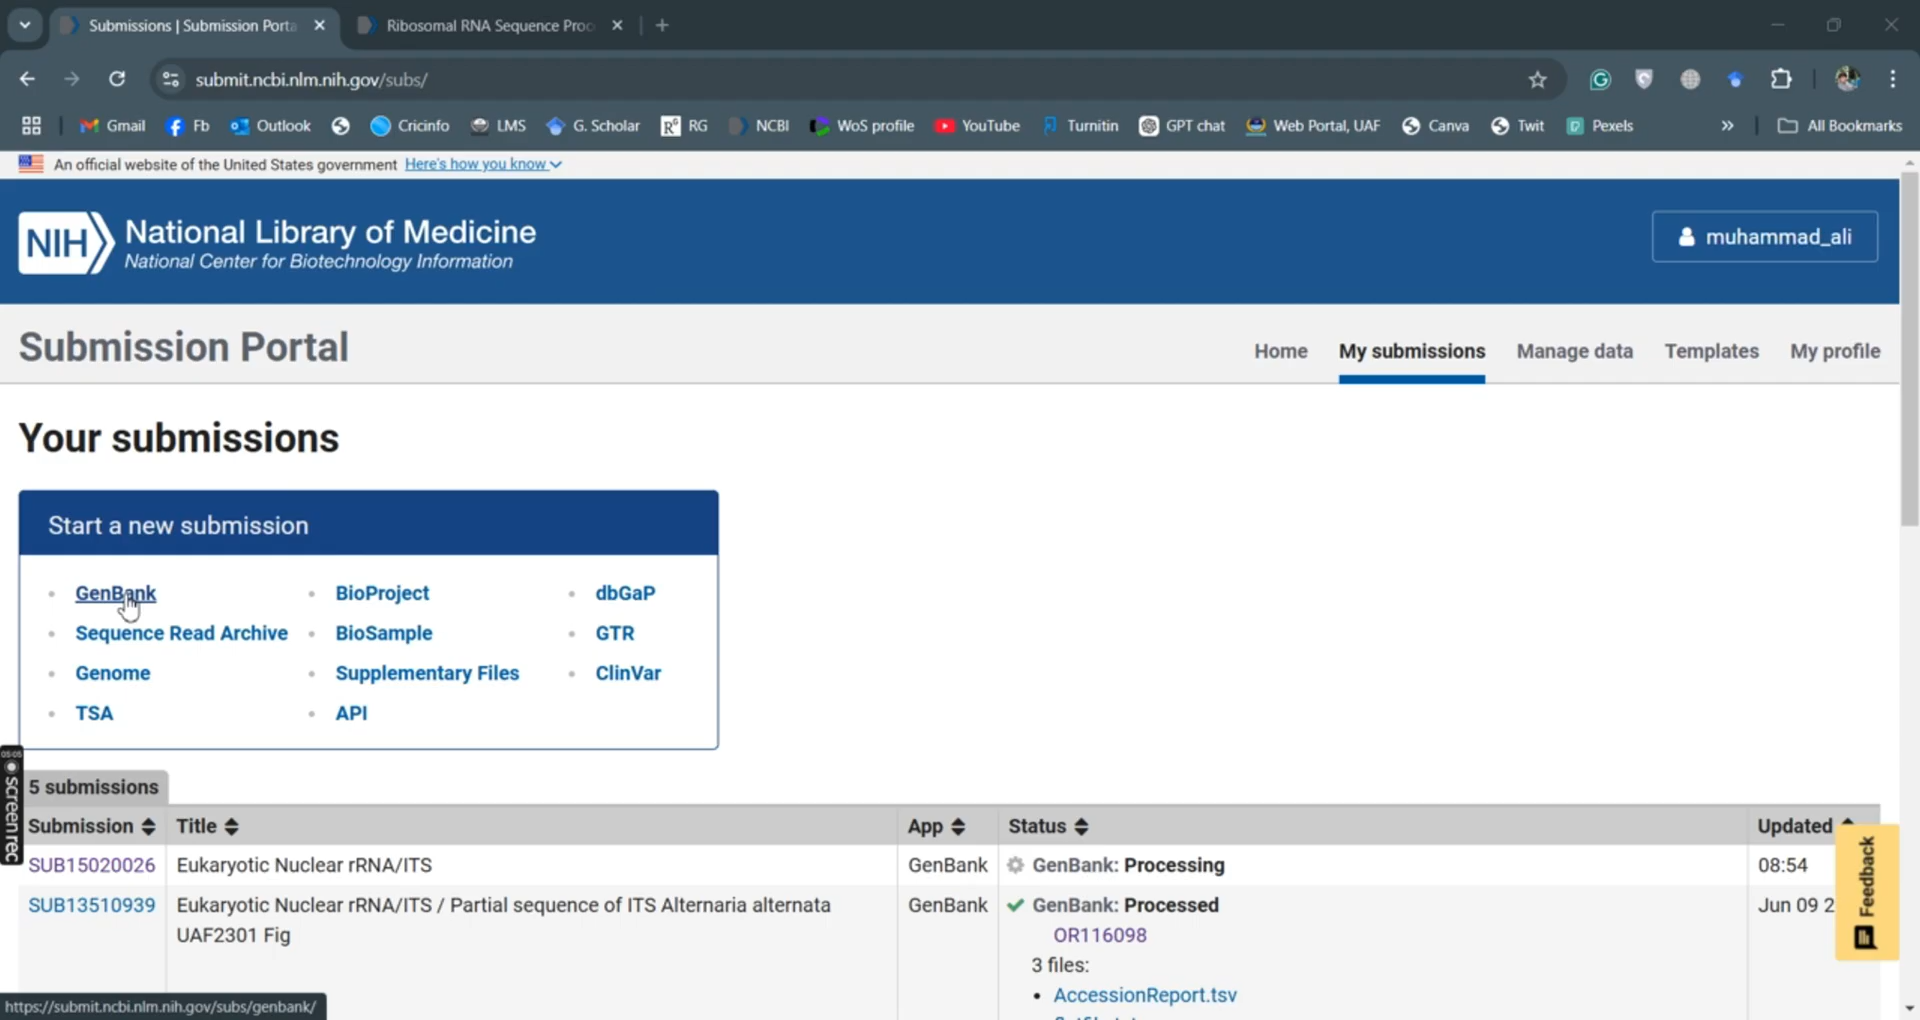 Submissions | Submission Porta
Ribosomal RNA Sequence Proc
submit.ncbi.nlm.nih.gov/subs/
Gmail Fb Outlook Cricinfo LMS G. Scholar RG NCBI WoS profile YouTube Turnitin GPT chat Web Portal, UAF Canva Twit Pexels » All Bookmarks
An official website of the United States government Here's how you know
NIH National Library of Medicine
National Center for Biotechnology Information
muhammad_ali
Submission Portal
Home My submissions Manage data Templates My profile
Your submissions
Start a new submission
GenBank BioProject dbGaP
Sequence Read Archive BioSample GTR
Genome Supplementary Files ClinVar
TSA API
5 submissions
Submission Title App Status Updated
SUB15020026 Eukaryotic Nuclear rRNA/ITS GenBank GenBank: Processing 08:54
SUB13510939 Eukaryotic Nuclear rRNA/ITS / Partial sequence of ITS Alternaria alternata GenBank GenBank: Processed Jun 09 2
UAF2301 Fig OR116098
3 files:
• AccessionReport.tsv
Feedback
screenrec
https://submit.ncbi.nlm.nih.gov/subs/genbank/